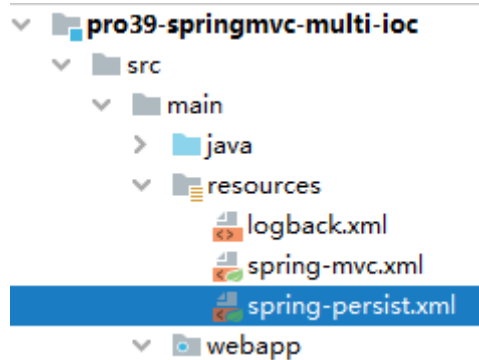 pro39-springmvc-multi-ioc
src
main
java
resources
logback.xml
spring-mvc.xml
spring-persist.xml
webapp